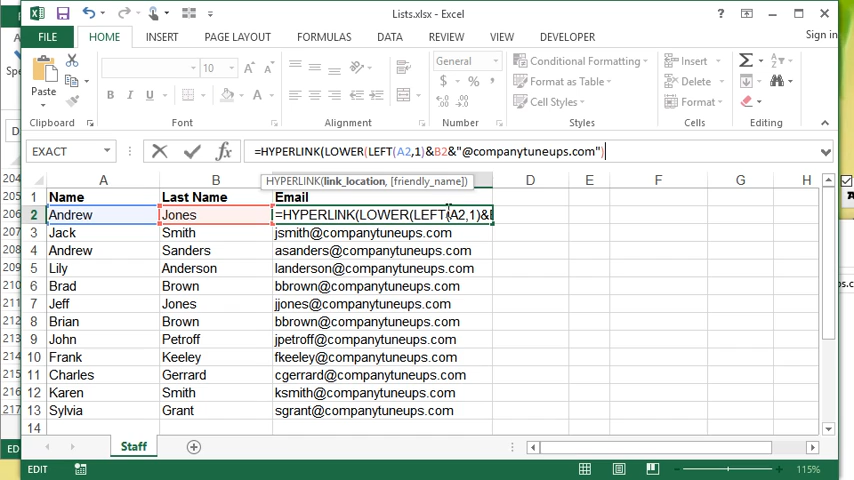 Lists.xlsx - Excel
?
FILE HOME INSERT PAGE LAYOUT FORMULAS DATA REVIEW VIEW DEVELOPER Sign in
Paste
B I U
10 A A
A
General
$ % ,
Conditional Formatting
Format as Table
Cell Styles
Insert
Delete
Format
Clipboard Font Alignment Number Styles Cells Editing
EXACT fx =HYPERLINK(LOWER(LEFT(A2,1)&B2&"@companytuneups.com")
HYPERLINK(link_location, [friendly_name])
A B D E F G H
1 Name Last Name Email
2 Andrew Jones =HYPERLINK(LOWER(LEFT(A2,1)&B
3 Jack Smith jsmith@companytuneups.com
4 Andrew Sanders asanders@companytuneups.com
5 Lily Anderson landerson@companytuneups.com
6 Brad Brown bbrown@companytuneups.com
7 Jeff Jones jjones@companytuneups.com
8 Brian Brown bbrown@companytuneups.com
9 John Petroff jpetroff@companytuneups.com
10 Frank Keeley fkeeley@companytuneups.com
11 Charles Gerrard cgerrard@companytuneups.com
12 Karen Smith ksmith@companytuneups.com
13 Sylvia Grant sgrant@companytuneups.com
14
204
205
206
207
208
209
210
211
212
213
214
215
216
217
Staff
EDIT 115%